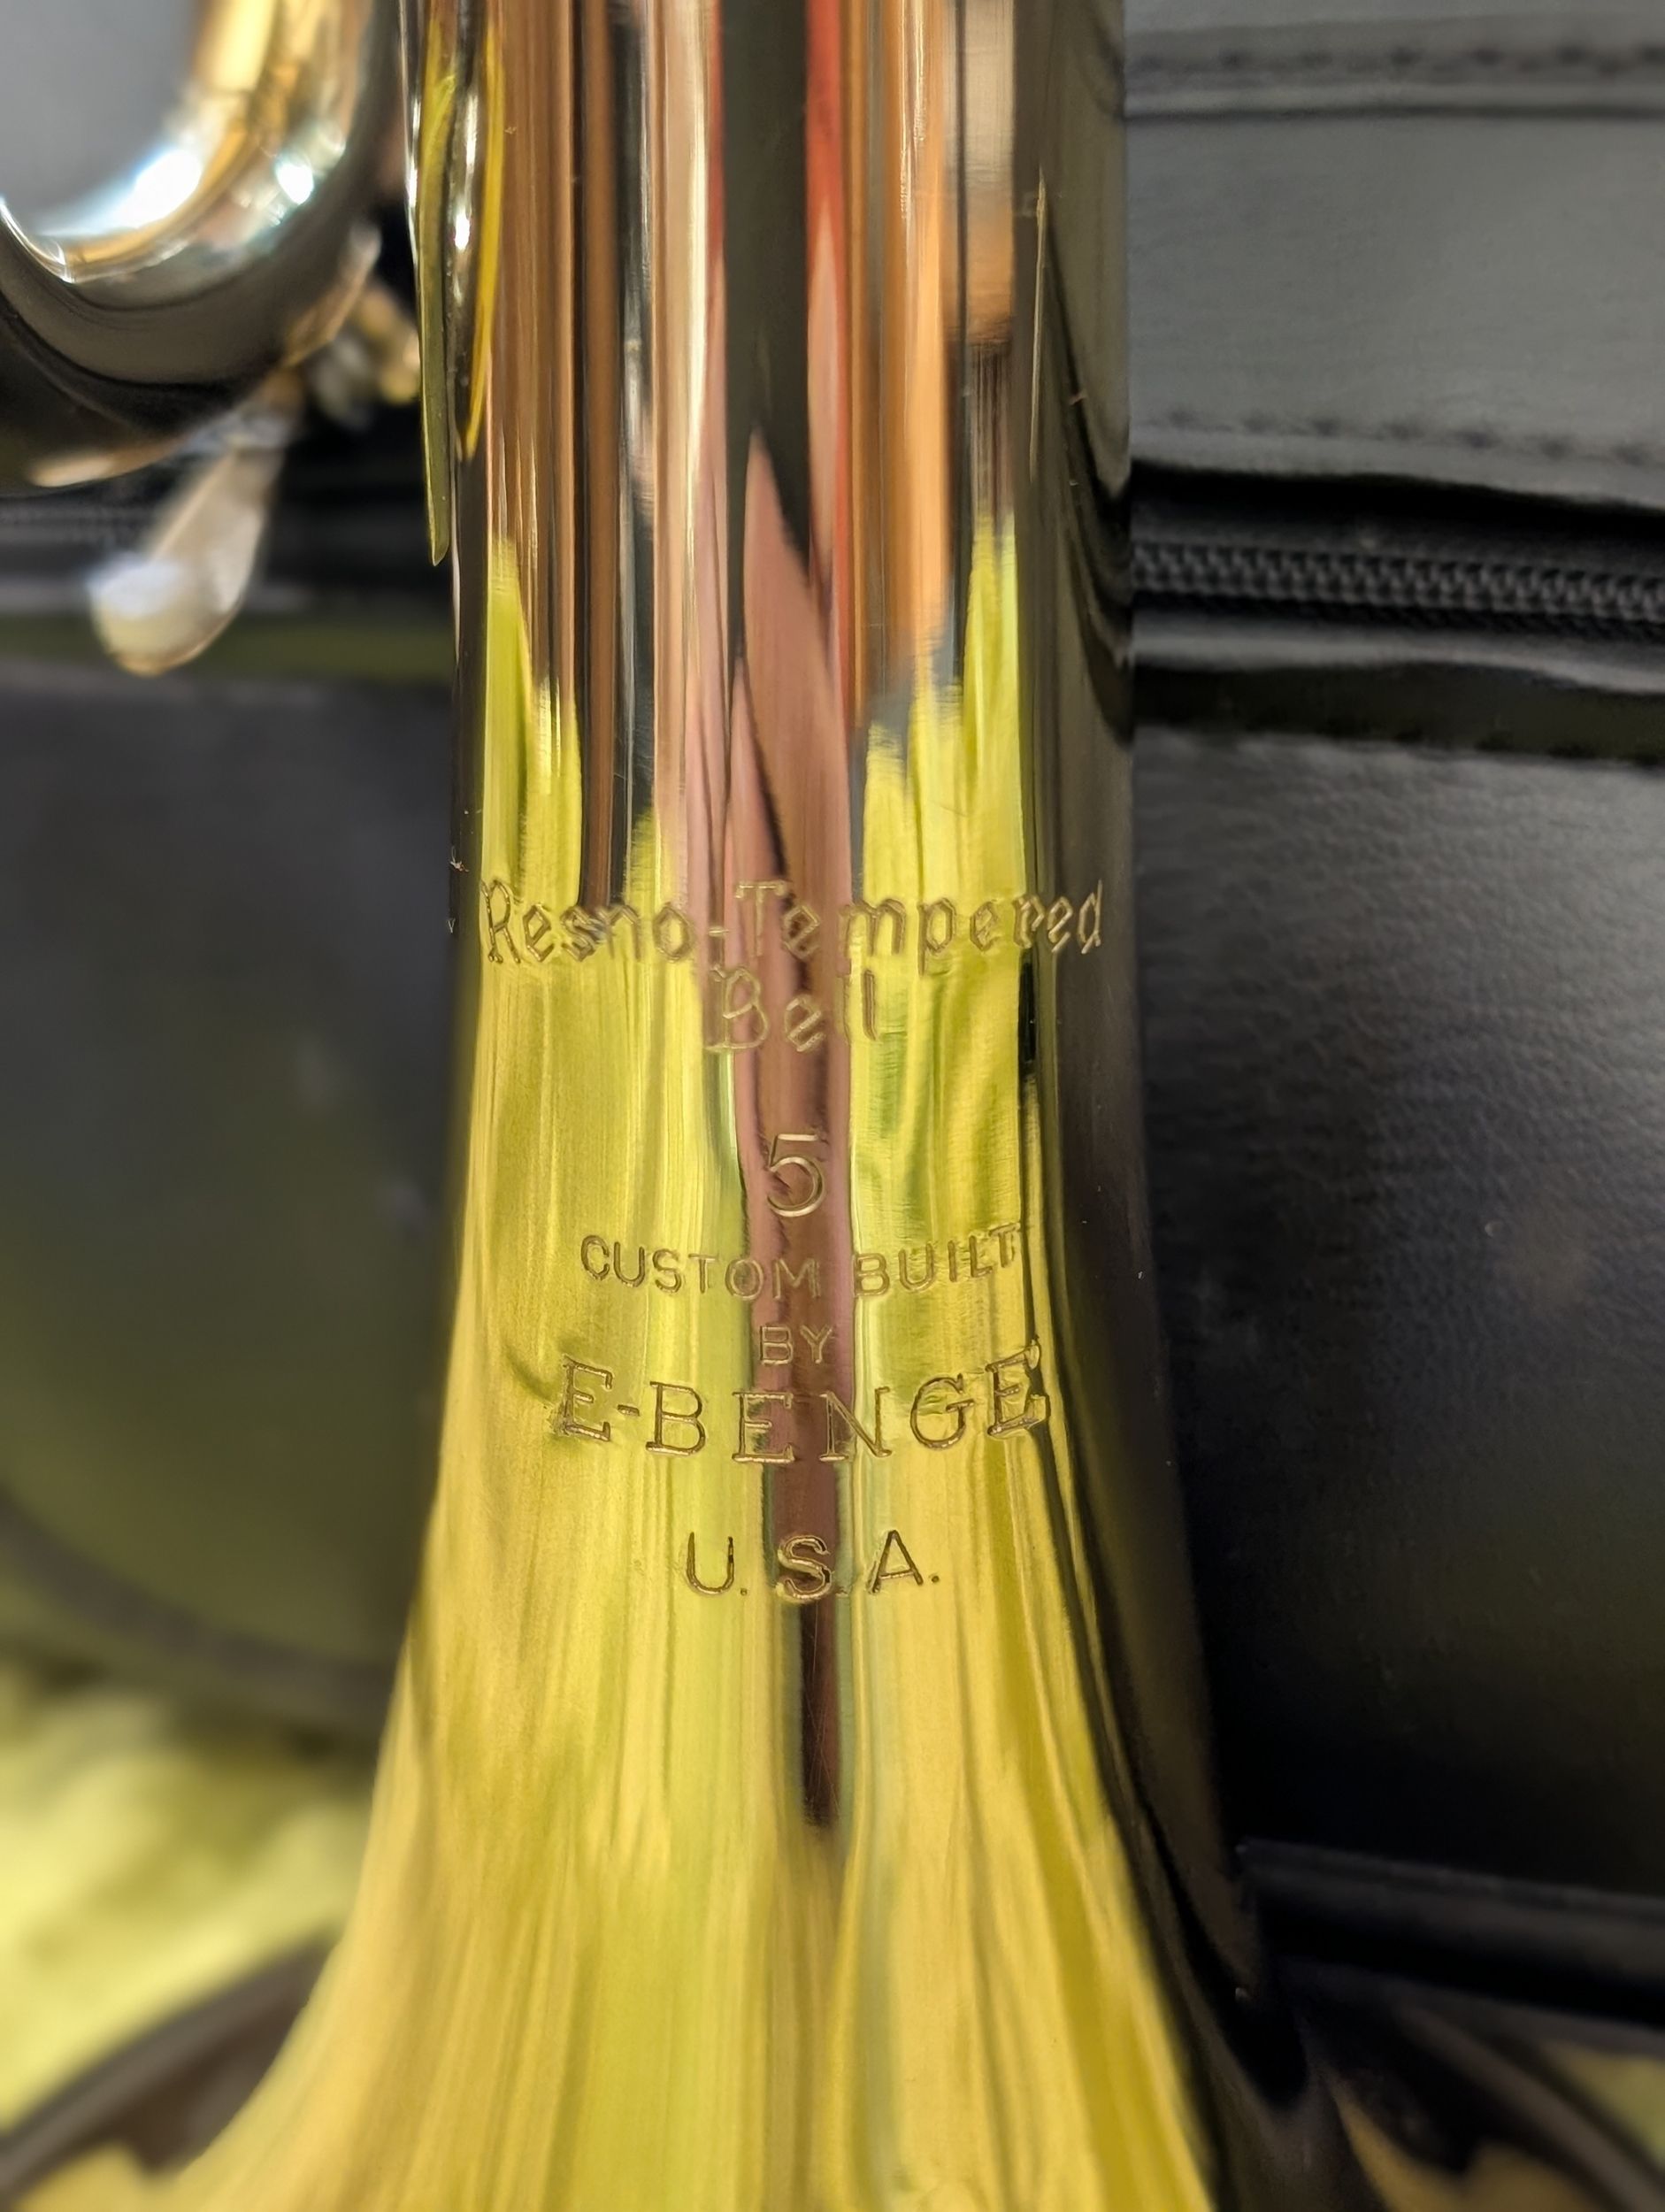 Resno-Tempered
Bell
5
CUSTOM BUILT
BY
E-BENGE
U.S.A.